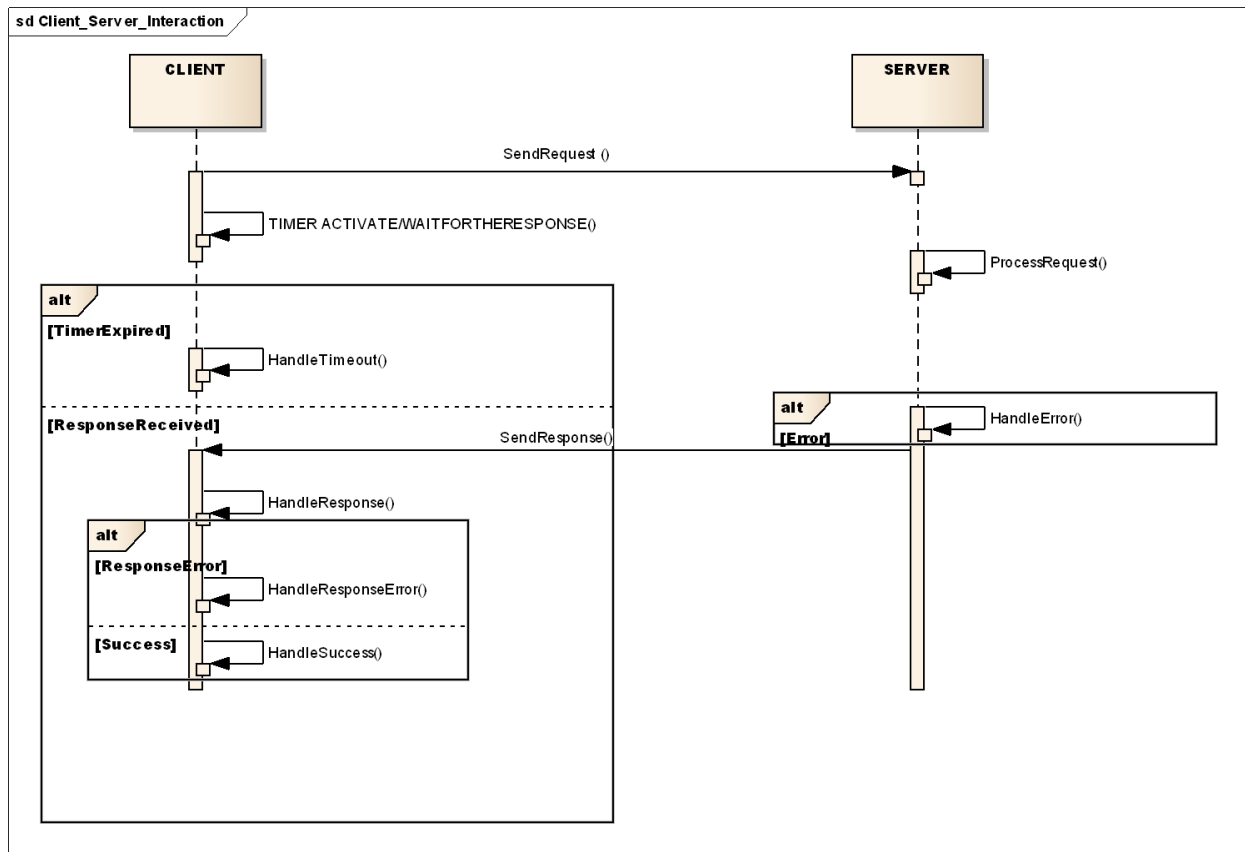 sd Client_Server_Interaction
CLIENT
SERVER
SendRequest ()
TIMER ACTIVATE/WAITFORTHERESPONSE()
ProcessRequest()
alt
[TimerExpired]
HandleTimeout()
alt
HandleError()
[Error]
[ResponseReceived]
SendResponse()
HandleResponse()
alt
[ResponseError]
HandleResponseError()
[Success]
HandleSuccess()